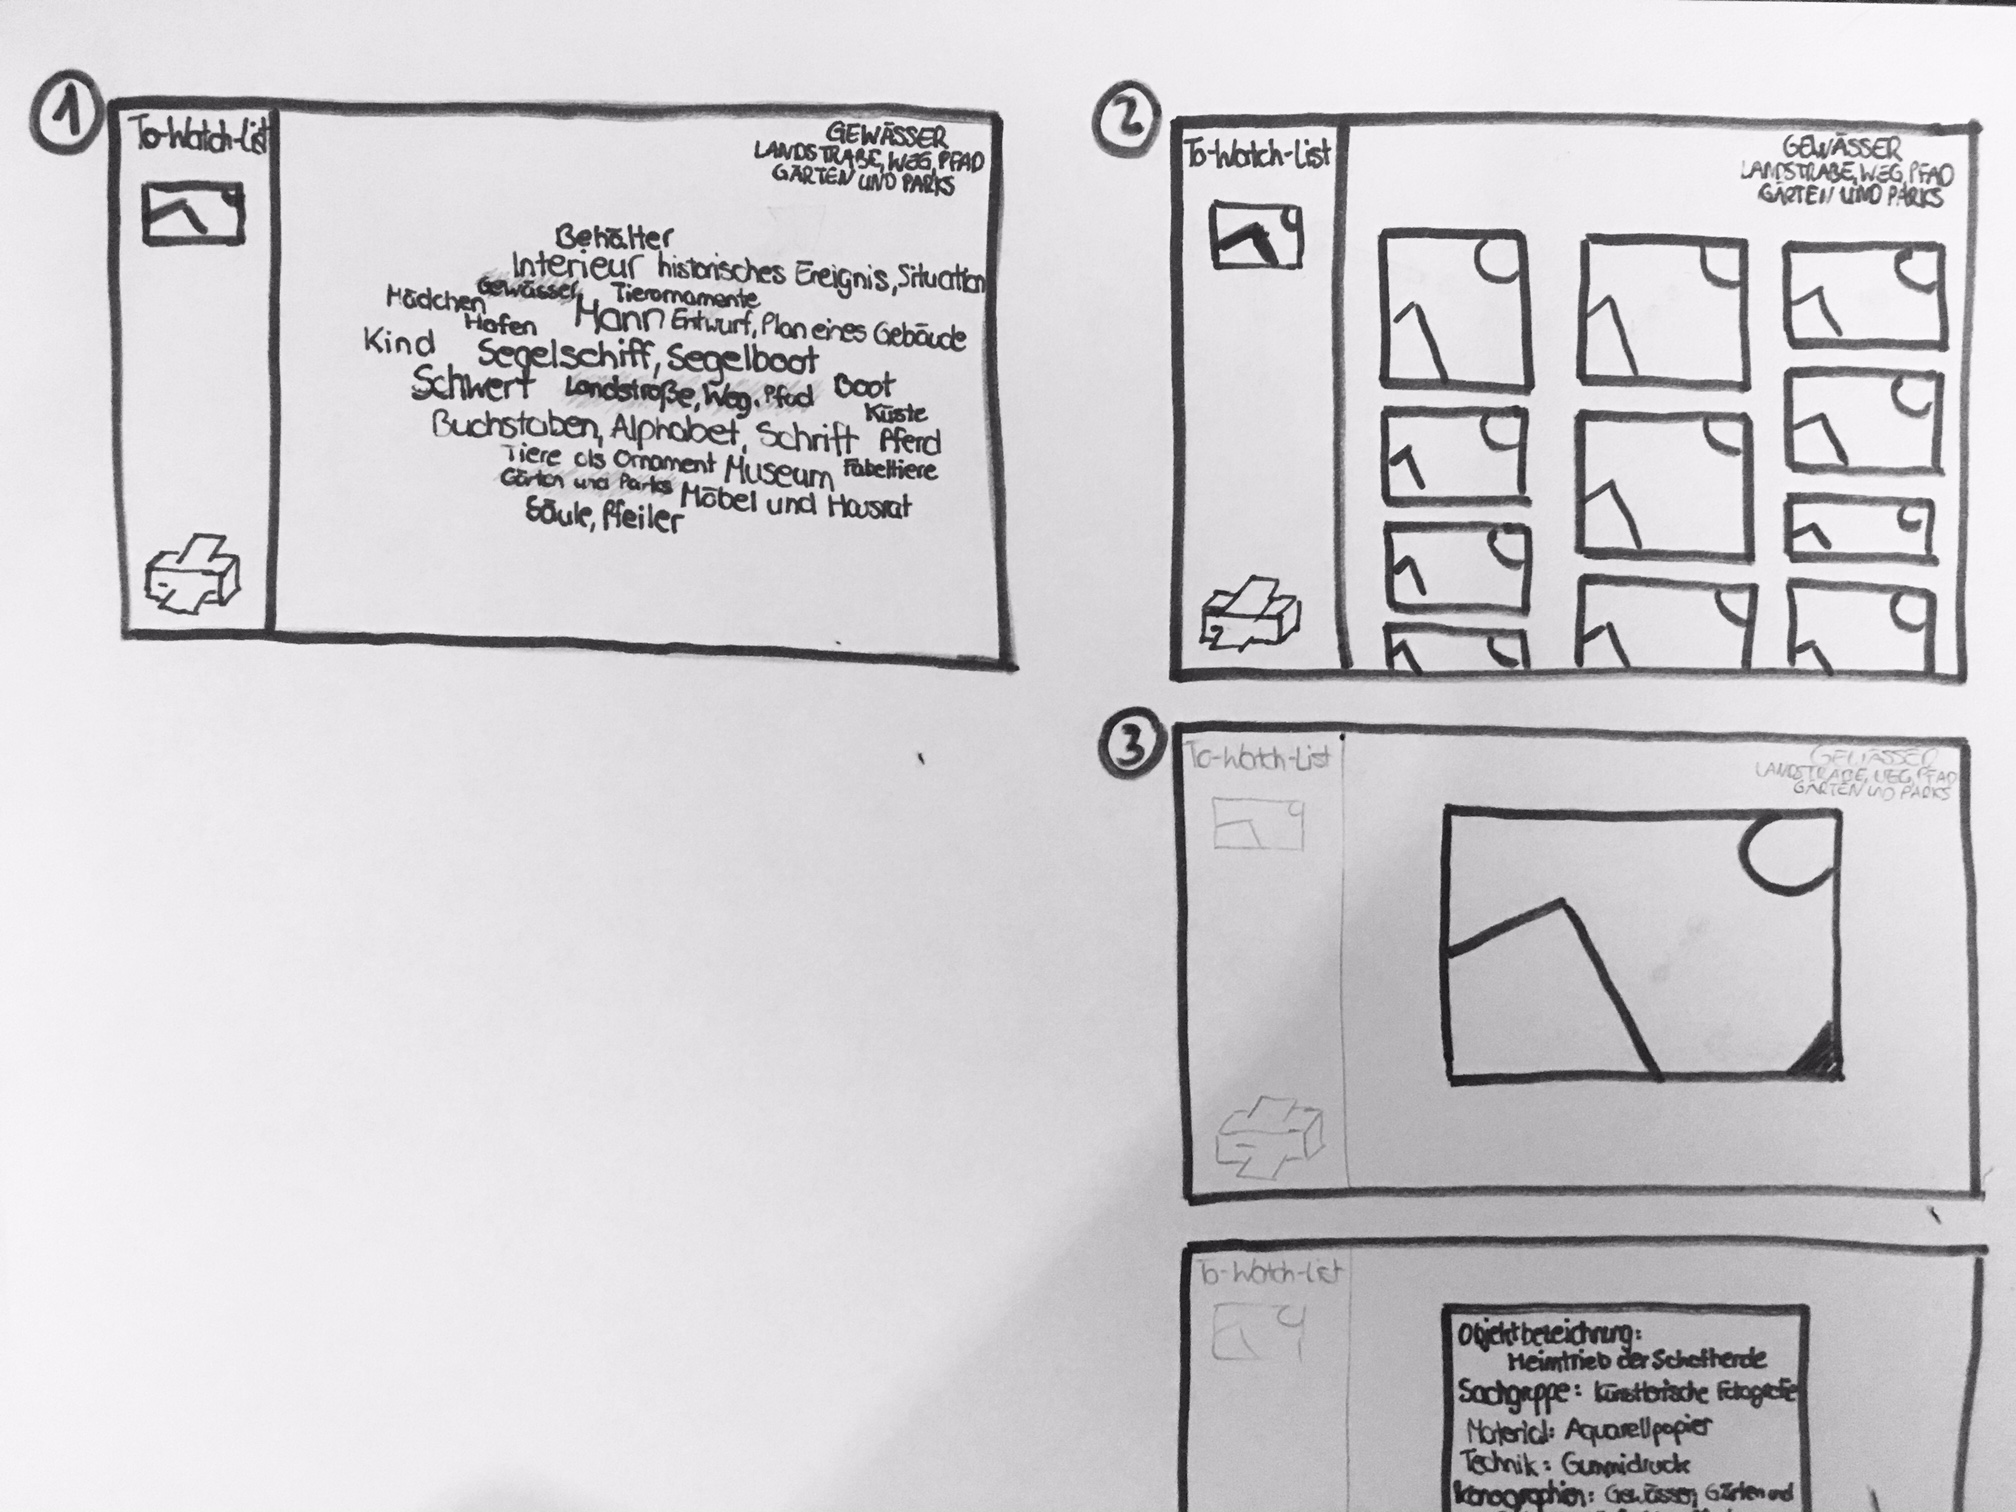 1
To-Watch-List
GEWÄSSER
LANDSTRAßE, WEG, PFAD
GÄRTEN UND PARKS
Behälter
Interieur historisches Ereignis, Situation
Gewässer Tierornamente
Mädchen Hafen Mann Entwurf, Plan eines Gebäude
Kind Segelschiff, Segelboot
Schwert Landstraße, Weg, Pfad Boot
Küste
Buchstaben, Alphabet, Schrift Pferd
Tiere als Ornament Museum Fabeltiere
Gärten und Parks Möbel und Hausrat
Säule, Pfeiler
2
To-Watch-List
GEWÄSSER
LANDSTRAßE, WEG, PFAD
GÄRTEN UND PARKS
3
To-Watch-List
GEWÄSSER
LANDSTRAßE, WEG, PFAD
GÄRTEN UND PARKS
To-Watch-List
Objektbezeichnung:
Heimtrieb der Schafherde
Sachgruppe: Künstlerische Fotografie
Material: Aquarellpapier
Technik: Gummidruck
Ikonographien: Gewässer, Gärten und